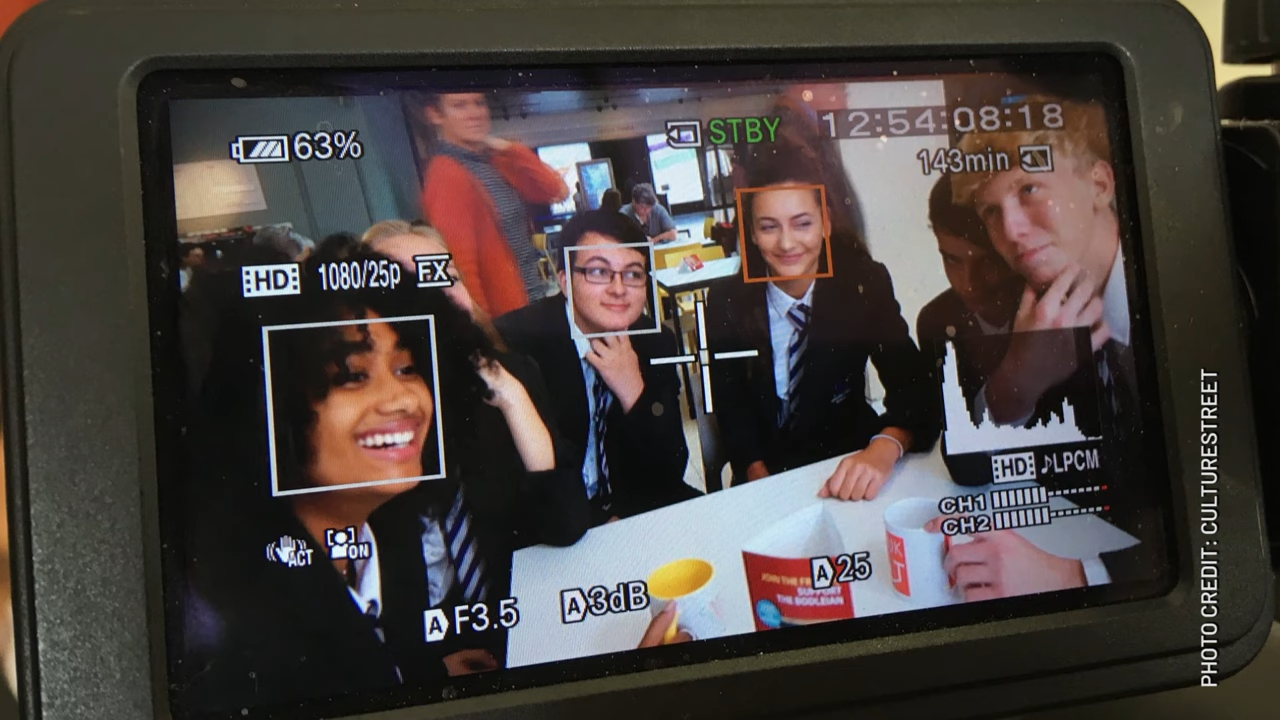 63%
STBY
12:54:08:18
143min
HD 1080/25p FX
HD LPCM
CH1
CH2
ACT ON
A F3.5
A 3dB
A 25
JOIN THE
SUPPORT
THE BODLEIAN
PHOTO CREDIT: CULTURESTREET